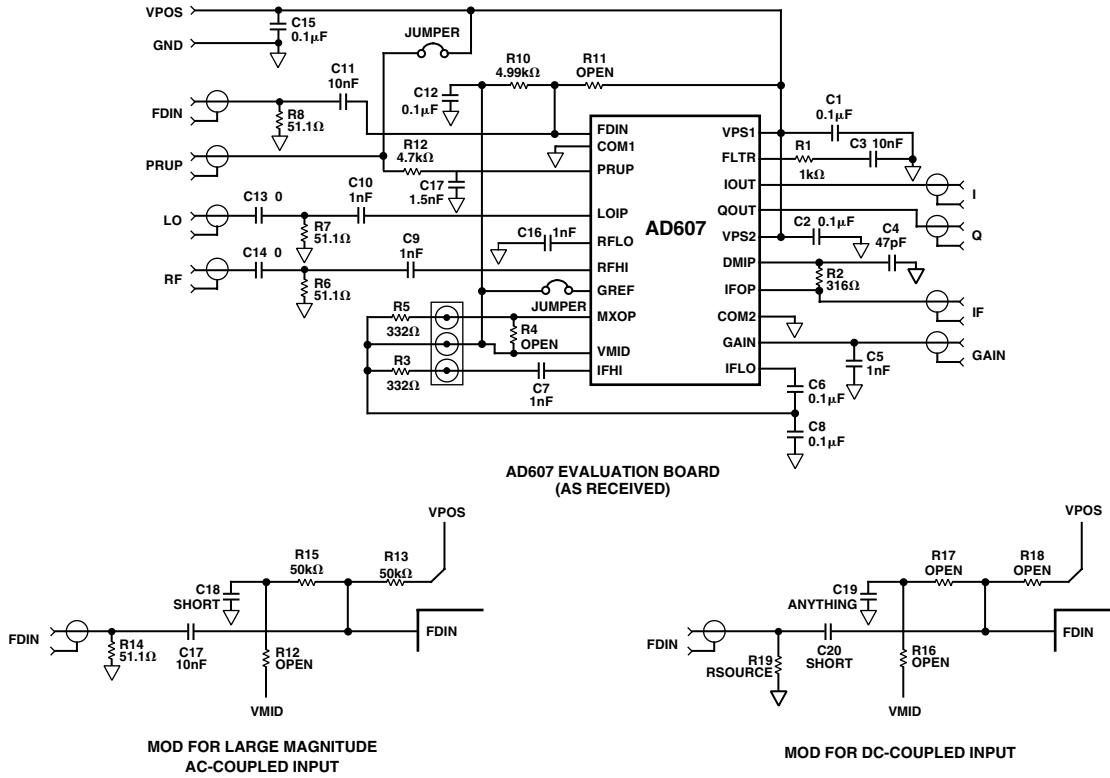 VPOS
C15
0.1µF
GND
JUMPER
R10
4.99kΩ
R11
OPEN
C11
10nF
C12
0.1µF
FDIN
R8
51.1Ω
PRUP
R12
4.7kΩ
C17
1.5nF
C13 0
C10
1nF
LO
R7
51.1Ω
C14 0
C9
1nF
C16 1nF
RF
R6
51.1Ω
JUMPER
R5
332Ω
R4
OPEN
R3
332Ω
C7
1nF
FDIN
COM1
PRUP
LOIP
RFLO
RFHI
GREF
MXOP
VMID
IFHI
AD607
VPS1
FLTR
IOUT
QOUT
VPS2
DMIP
IFOP
COM2
GAIN
IFLO
C1
0.1µF
R1
1kΩ
C3 10nF
I
Q
C2 0.1µF
C4
47pF
R2
316Ω
IF
GAIN
C5
1nF
C6
0.1µF
C8
0.1µF
AD607 EVALUATION BOARD
(AS RECEIVED)
VPOS
R15
50kΩ
R13
50kΩ
C18
SHORT
FDIN
R14
51.1Ω
C17
10nF
R12
OPEN
FDIN
VMID
MOD FOR LARGE MAGNITUDE
AC-COUPLED INPUT
VPOS
R17
OPEN
R18
OPEN
C19
ANYTHING
FDIN
R19
RSOURCE
C20
SHORT
R16
OPEN
FDIN
VMID
MOD FOR DC-COUPLED INPUT